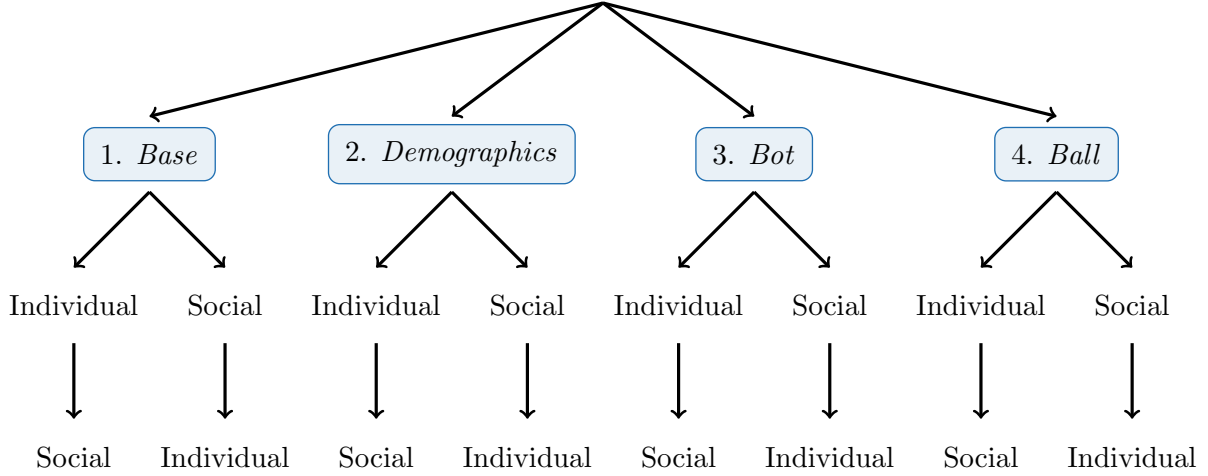 1. Base 2. Demographics 3. Bot 4. Ball
Individual Social Individual Social Individual Social Individual Social
Social Individual Social Individual Social Individual Social Individual